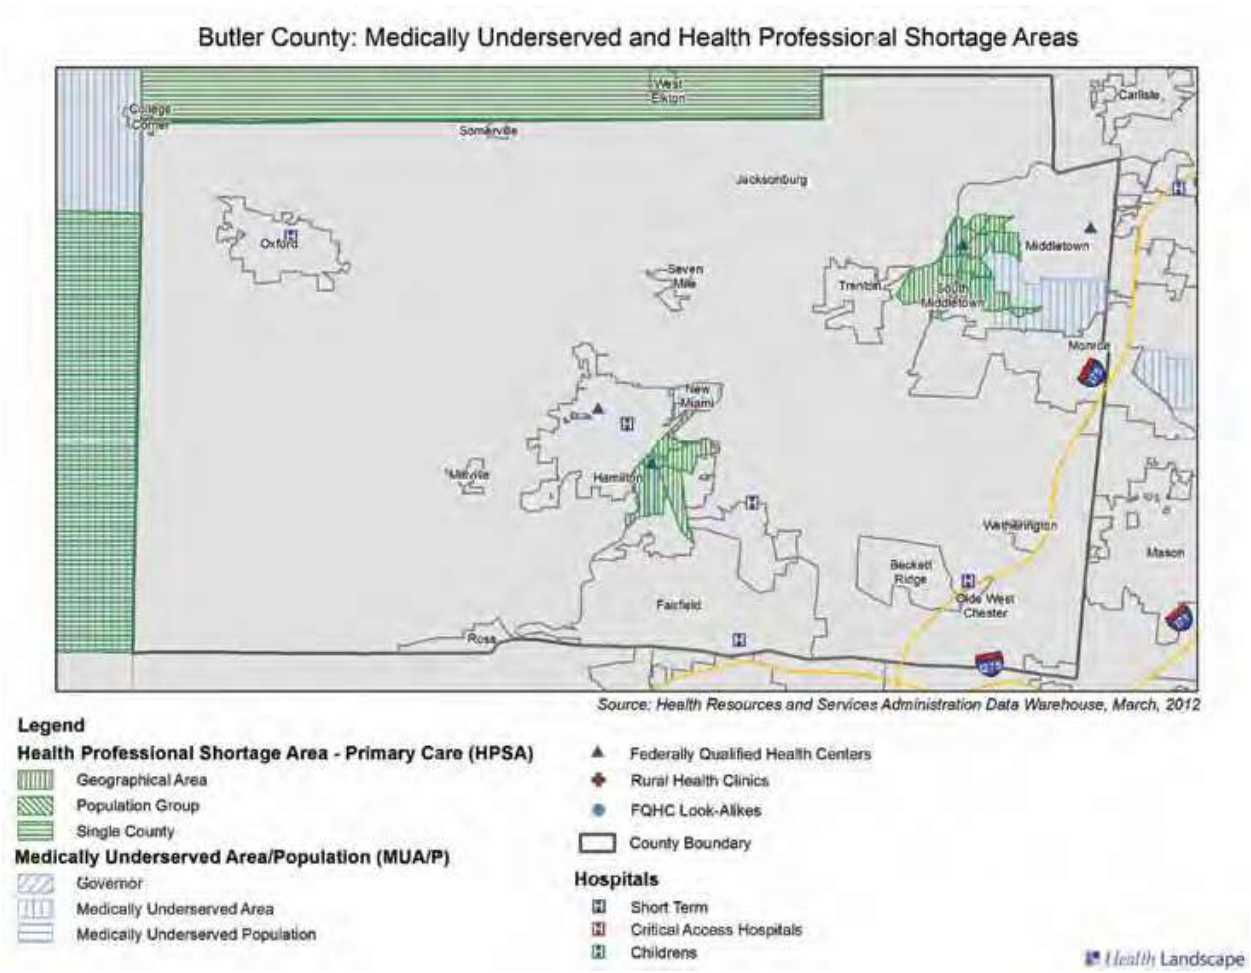 Butler County: Medically Underserved and Health Professional Shortage Areas
West
Elkton
Carlisle
College
Corner
Somerville
Jacksonburg
Oxford
Middletown
Seven
Mile
Trenton
South
Middletown
Monroe
75
New
Miami
Millville
Hamilton
Wetherington
Mason
Beckett
Ridge
Olde West
Chester
Fairfield
Ross
275
Source: Health Resources and Services Administration Data Warehouse, March, 2012
Legend
Health Professional Shortage Area - Primary Care (HPSA)
Geographical Area
Population Group
Single County
Medically Underserved Area/Population (MUA/P)
Governor
Medically Underserved Area
Medically Underserved Population
Federally Qualified Health Centers
Rural Health Clinics
FQHC Look-Alikes
County Boundary
Hospitals
H Short Term
H Critical Access Hospitals
H Childrens
Health Landscape